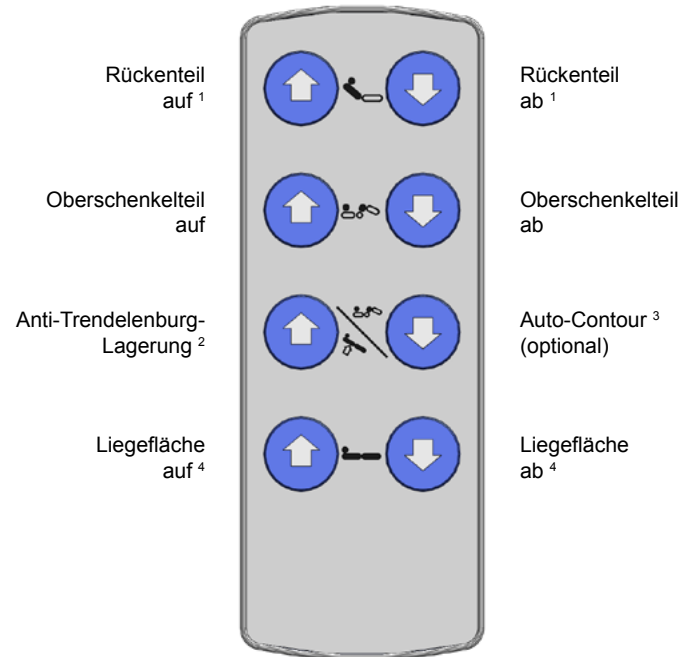 Rückenteil
auf ¹
Rückenteil
ab ¹
Oberschenkelteil
auf
Oberschenkelteil
ab
Anti-Trendelenburg-
Lagerung ²
Auto-Contour ³
(optional)
Liegefläche
auf ⁴
Liegefläche
ab ⁴